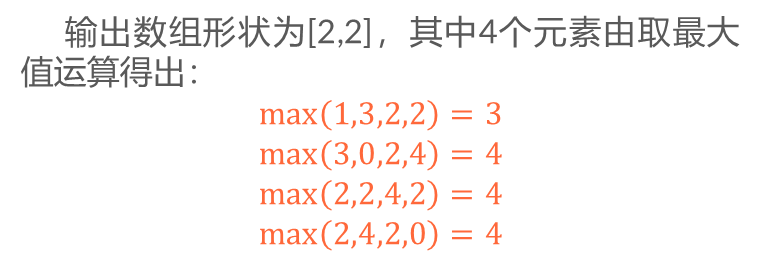 输出数组形状为[2,2]，其中4个元素由取最大
值运算得出：
max(1,3,2,2) = 3
max(3,0,2,4) = 4
max(2,2,4,2) = 4
max(2,4,2,0) = 4